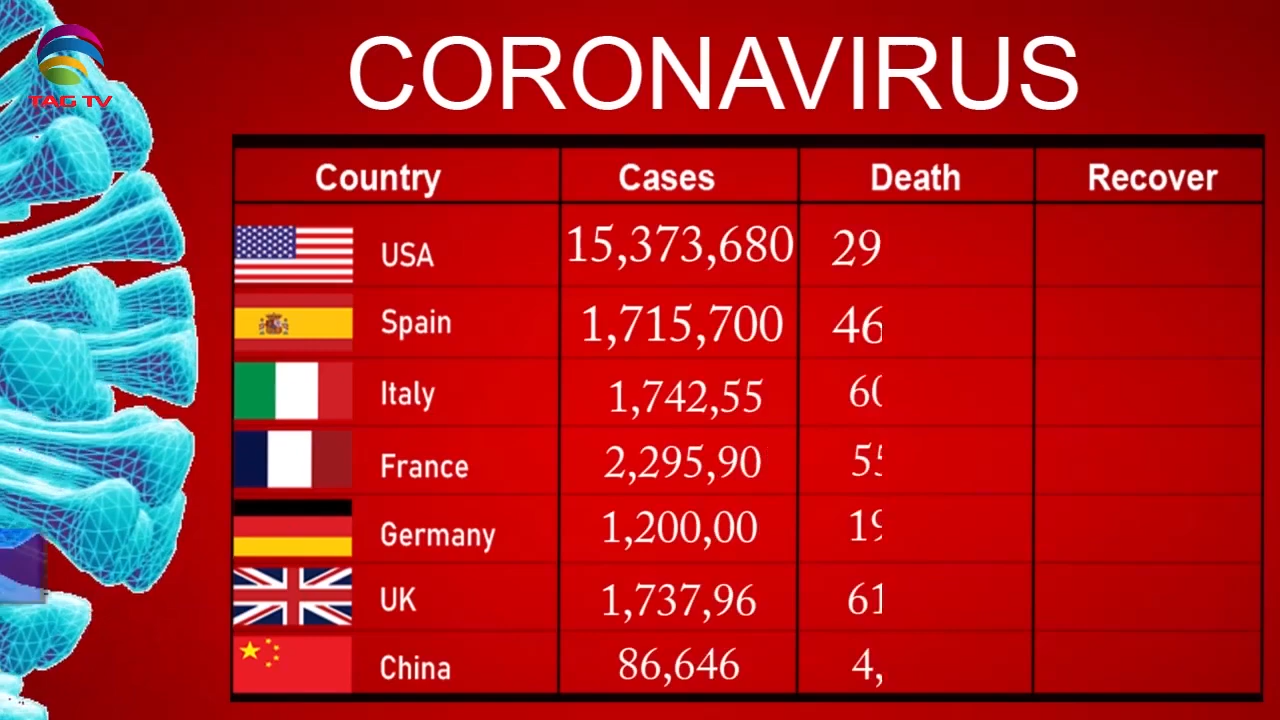 TAG TV
CORONAVIRUS
Country Cases Death Recover
USA 15,373,680 29
Spain 1,715,700 46
Italy 1,742,55 60
France 2,295,90 55
Germany 1,200,00 19
UK 1,737,96 61
China 86,646 4,